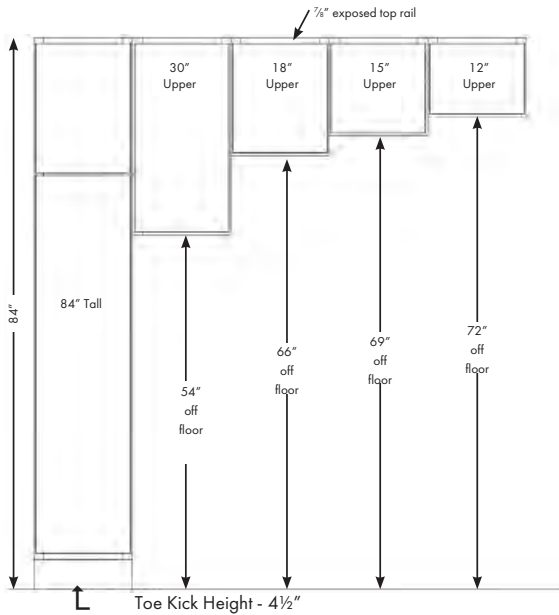 ⅞” exposed top rail
30”
Upper
18”
Upper
15”
Upper
12”
Upper
84”
84” Tall
54”
off
floor
66”
off
floor
69”
off
floor
72”
off
floor
Toe Kick Height - 4½”